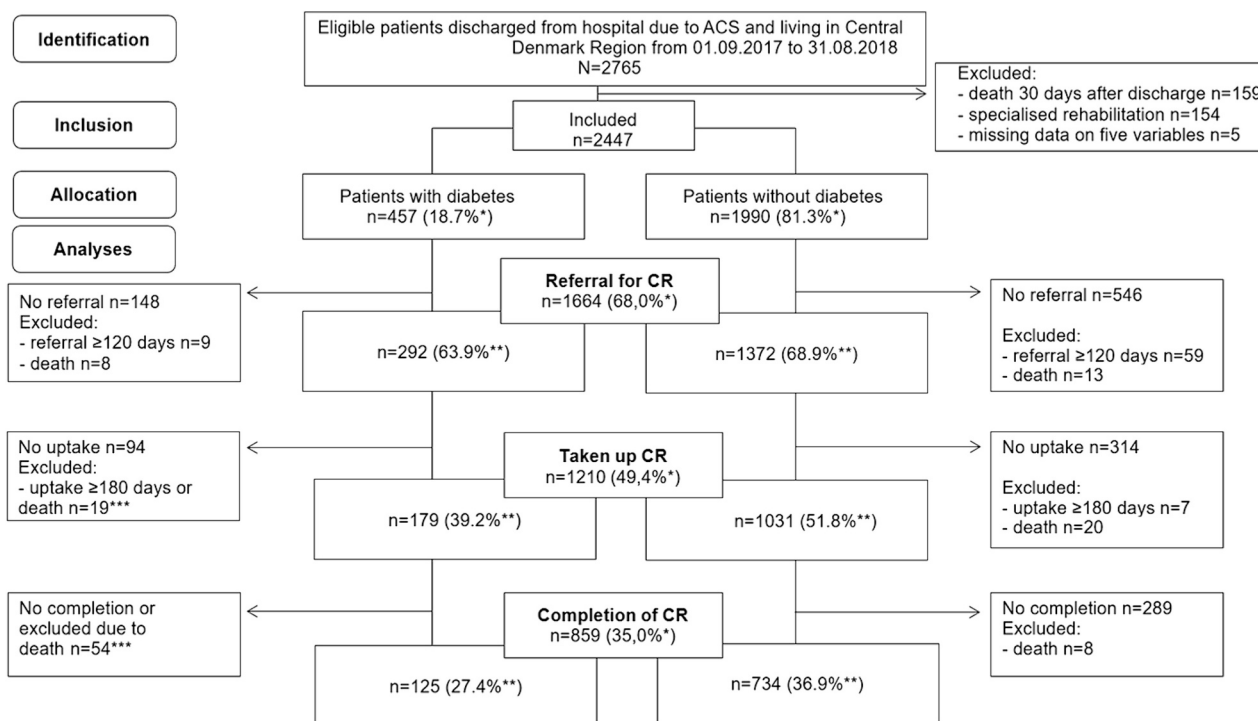 Identification
Eligible patients discharged from hospital due to ACS and living in Central
Denmark Region from 01.09.2017 to 31.08.2018
N=2765
Excluded:
- death 30 days after discharge n=159
- specialised rehabilitation n=154
- missing data on five variables n=5
Inclusion
Included
n=2447
Allocation
Patients with diabetes
n=457 (18.7%*)
Patients without diabetes
n=1990 (81.3%*)
Analyses
Referral for CR
n=1664 (68,0%*)
No referral n=148
Excluded:
- referral ≥120 days n=9
- death n=8
n=292 (63.9%**)
n=1372 (68.9%**)
No referral n=546
Excluded:
- referral ≥120 days n=59
- death n=13
No uptake n=94
Excluded:
- uptake ≥180 days or
death n=19***
Taken up CR
n=1210 (49,4%*)
n=179 (39.2%**)
n=1031 (51.8%**)
No uptake n=314
Excluded:
- uptake ≥180 days n=7
- death n=20
No completion or
excluded due to
death n=54***
Completion of CR
n=859 (35,0%*)
n=125 (27.4%**)
n=734 (36.9%**)
No completion n=289
Excluded:
- death n=8